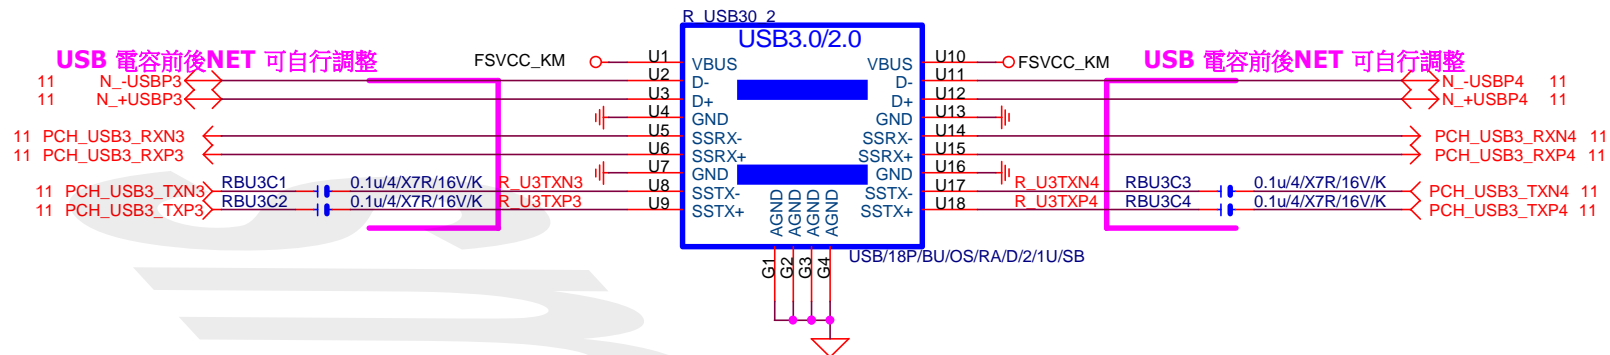 R_USB30_2
USB3.0/2.0
USB 電容前後NET 可自行調整
FSVCC_KM
U1
VBUS
VBUS
U10
FSVCC_KM
USB 電容前後NET 可自行調整
11 N_-USBP3
U2
D-
D-
U11
N_-USBP4 11
11 N_+USBP3
U3
D+
D+
U12
N_+USBP4 11
U4
GND
GND
U13
11 PCH_USB3_RXN3
U5
SSRX-
SSRX-
U14
PCH_USB3_RXN4 11
11 PCH_USB3_RXP3
U6
SSRX+
SSRX+
U15
PCH_USB3_RXP4 11
U7
GND
GND
U16
11 PCH_USB3_TXN3
RBU3C1
0.1u/4/X7R/16V/K
R_U3TXN3
U8
SSTX-
SSTX-
U17
R_U3TXN4
RBU3C3
0.1u/4/X7R/16V/K
PCH_USB3_TXN4 11
11 PCH_USB3_TXP3
RBU3C2
0.1u/4/X7R/16V/K
R_U3TXP3
U9
SSTX+
SSTX+
U18
R_U3TXP4
RBU3C4
0.1u/4/X7R/16V/K
PCH_USB3_TXP4 11
AGND
AGND
AGND
AGND
G1
G2
G3
G4
USB/18P/BU/OS/RA/D/2/1U/SB